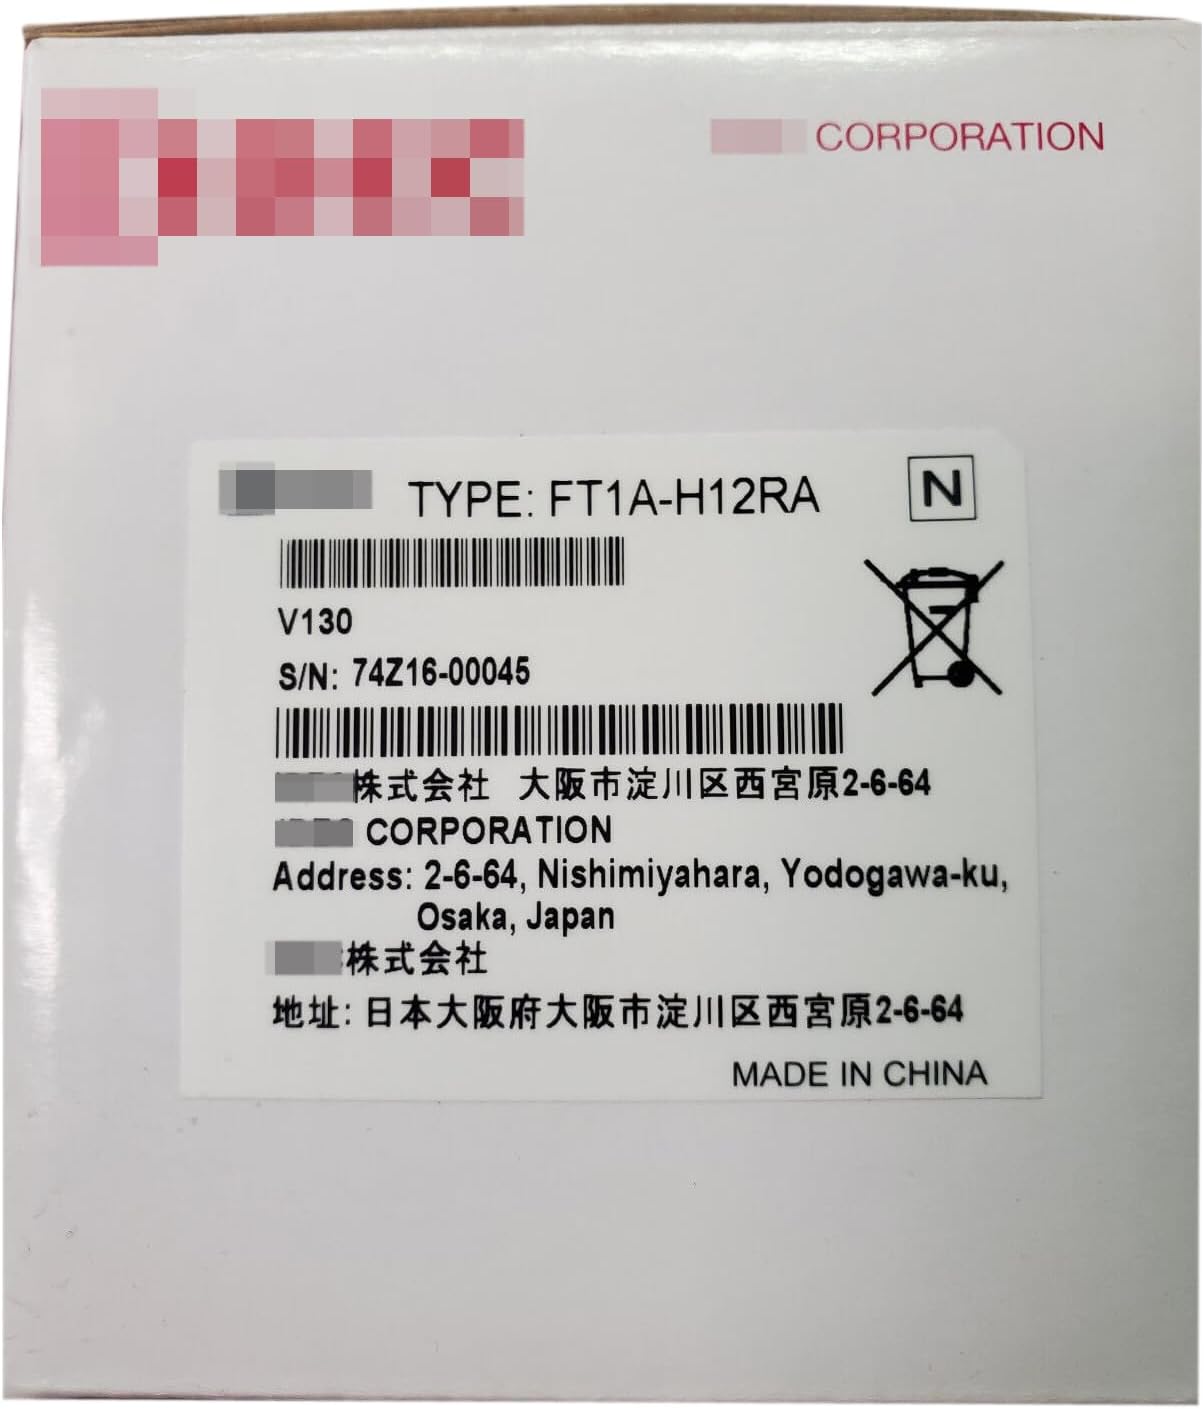 CORPORATION
TYPE: FT1A-H12RA
N
V130
S/N: 74Z16-00045
株式会社 大阪市淀川区西宮原2-6-64
CORPORATION
Address: 2-6-64, Nishimiyahara, Yodogawa-ku,
Osaka, Japan
株式会社
地址: 日本大阪府大阪市淀川区西宮原2-6-64
MADE IN CHINA